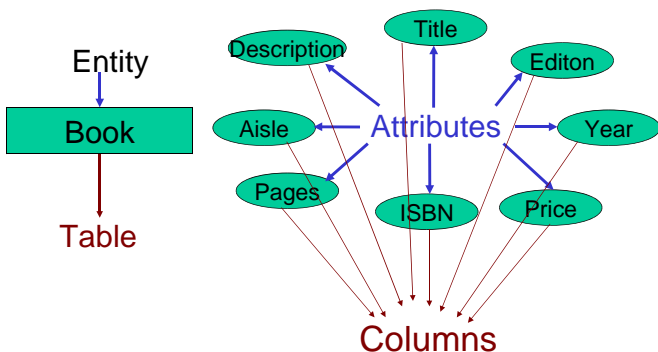 Entity
Book
Table
Title
Description
Editon
Aisle
Attributes
Year
Pages
ISBN
Price
Columns